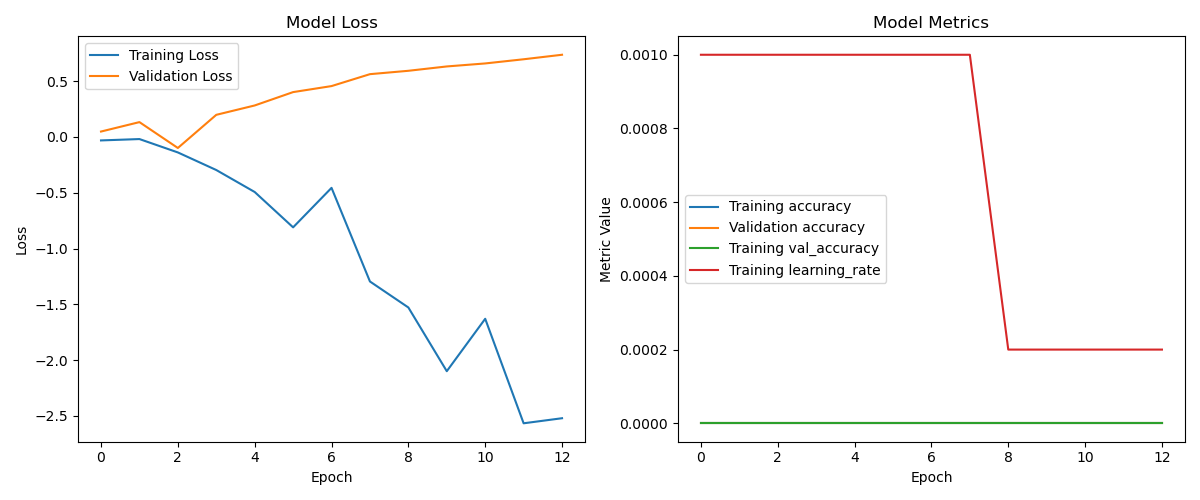 Model Loss
Training Loss
Validation Loss
0.5
0.0
−0.5
−1.0
−1.5
−2.0
−2.5
Loss
0 2 4 6 8 10 12
Epoch
Model Metrics
0.0010
0.0008
0.0006
0.0004
0.0002
0.0000
Metric Value
Training accuracy
Validation accuracy
Training val_accuracy
Training learning_rate
0 2 4 6 8 10 12
Epoch